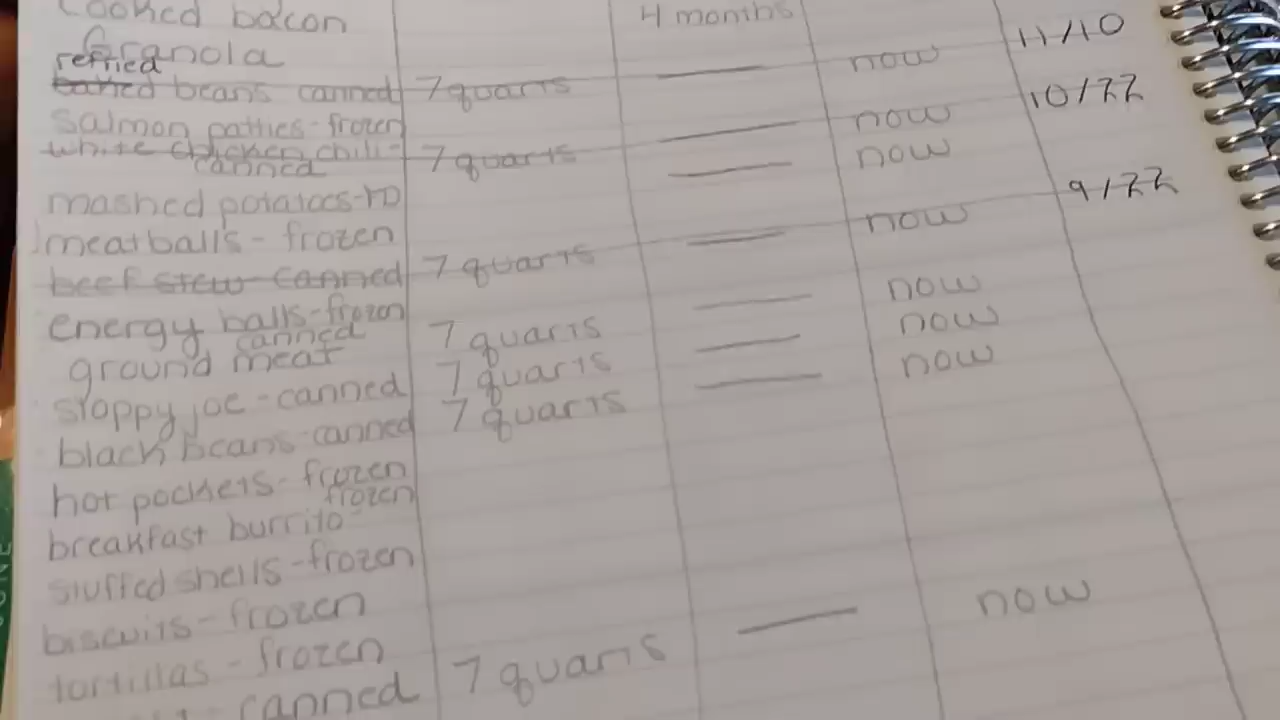 cooked bacon 4 months
Granola
refried
baked beans canned 7 quarts — now 11/10
salmon patties - frozen
white chicken chili - 7 quarts — now 10/22
canned
mashed potatoes - — now
meatballs - frozen
beef stew canned 7 quarts — now 9/22
energy balls - frozen
canned
ground meat 7 quarts — now
sloppy joe - canned 7 quarts — now
black beans - canned 7 quarts — now
hot pockets - frozen
frozen
breakfast burrito -
stuffed shells - frozen
biscuits - frozen
tortillas - frozen
- canned 7 quarts — now